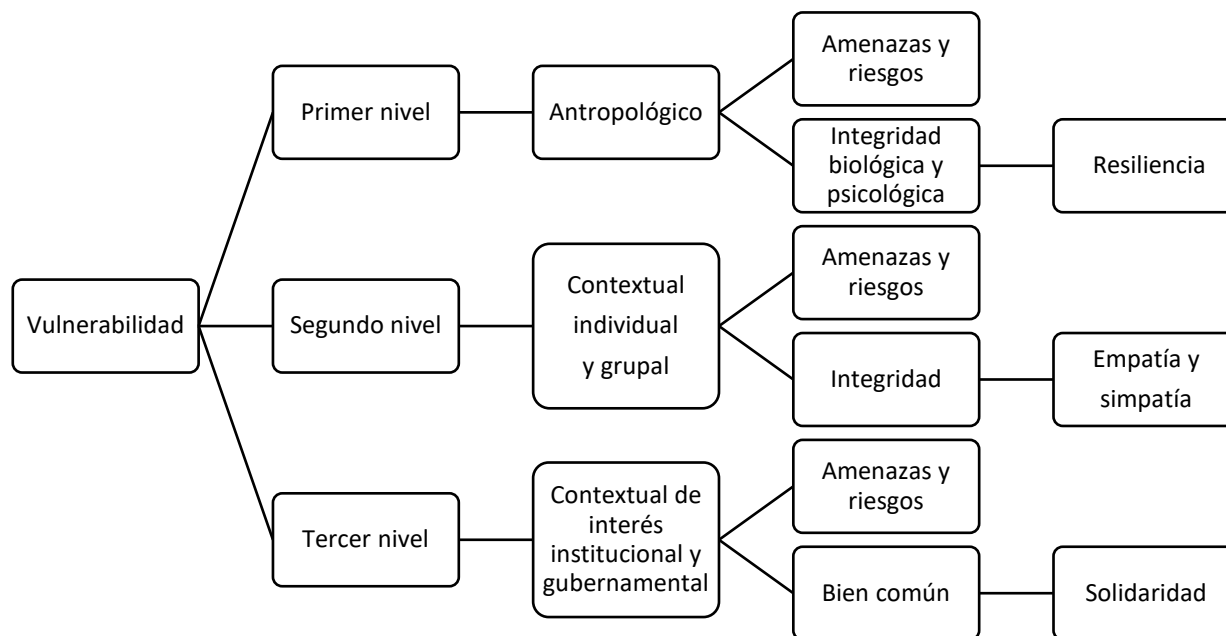 Amenazas y
riesgos
Primer nivel
Antropológico
Integridad
biológica y
psicológica
Resiliencia
Amenazas y
riesgos
Vulnerabilidad
Segundo nivel
Contextual
individual
y grupal
Integridad
Empatía y
simpatía
Amenazas y
riesgos
Tercer nivel
Contextual de
interés
institucional y
gubernamental
Bien común
Solidaridad